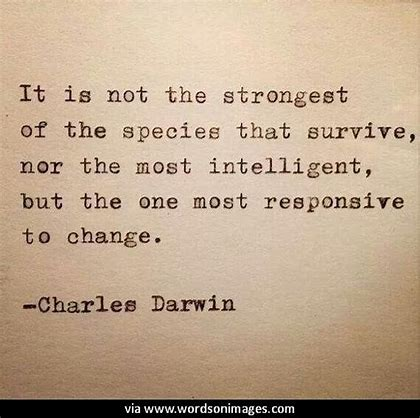 It is not the strongest
of the species that survive,
nor the most intelligent,
but the one most responsive
to change.
-Charles Darwin
via www.wordsonimages.com